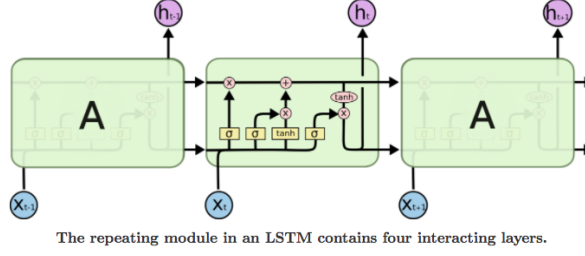 hₜ₋₁ hₜ hₜ₊₁
A A
x + tanh
x x
σ σ tanh σ
Xₜ₋₁ Xₜ Xₜ₊₁
The repeating module in an LSTM contains four interacting layers.